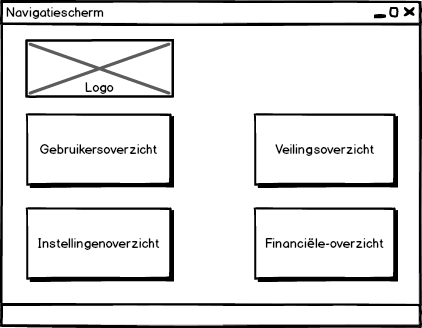 Navigatiescherm
Logo
Gebruikersoverzicht
Veilingsoverzicht
Instellingenoverzicht
Financiële-overzicht